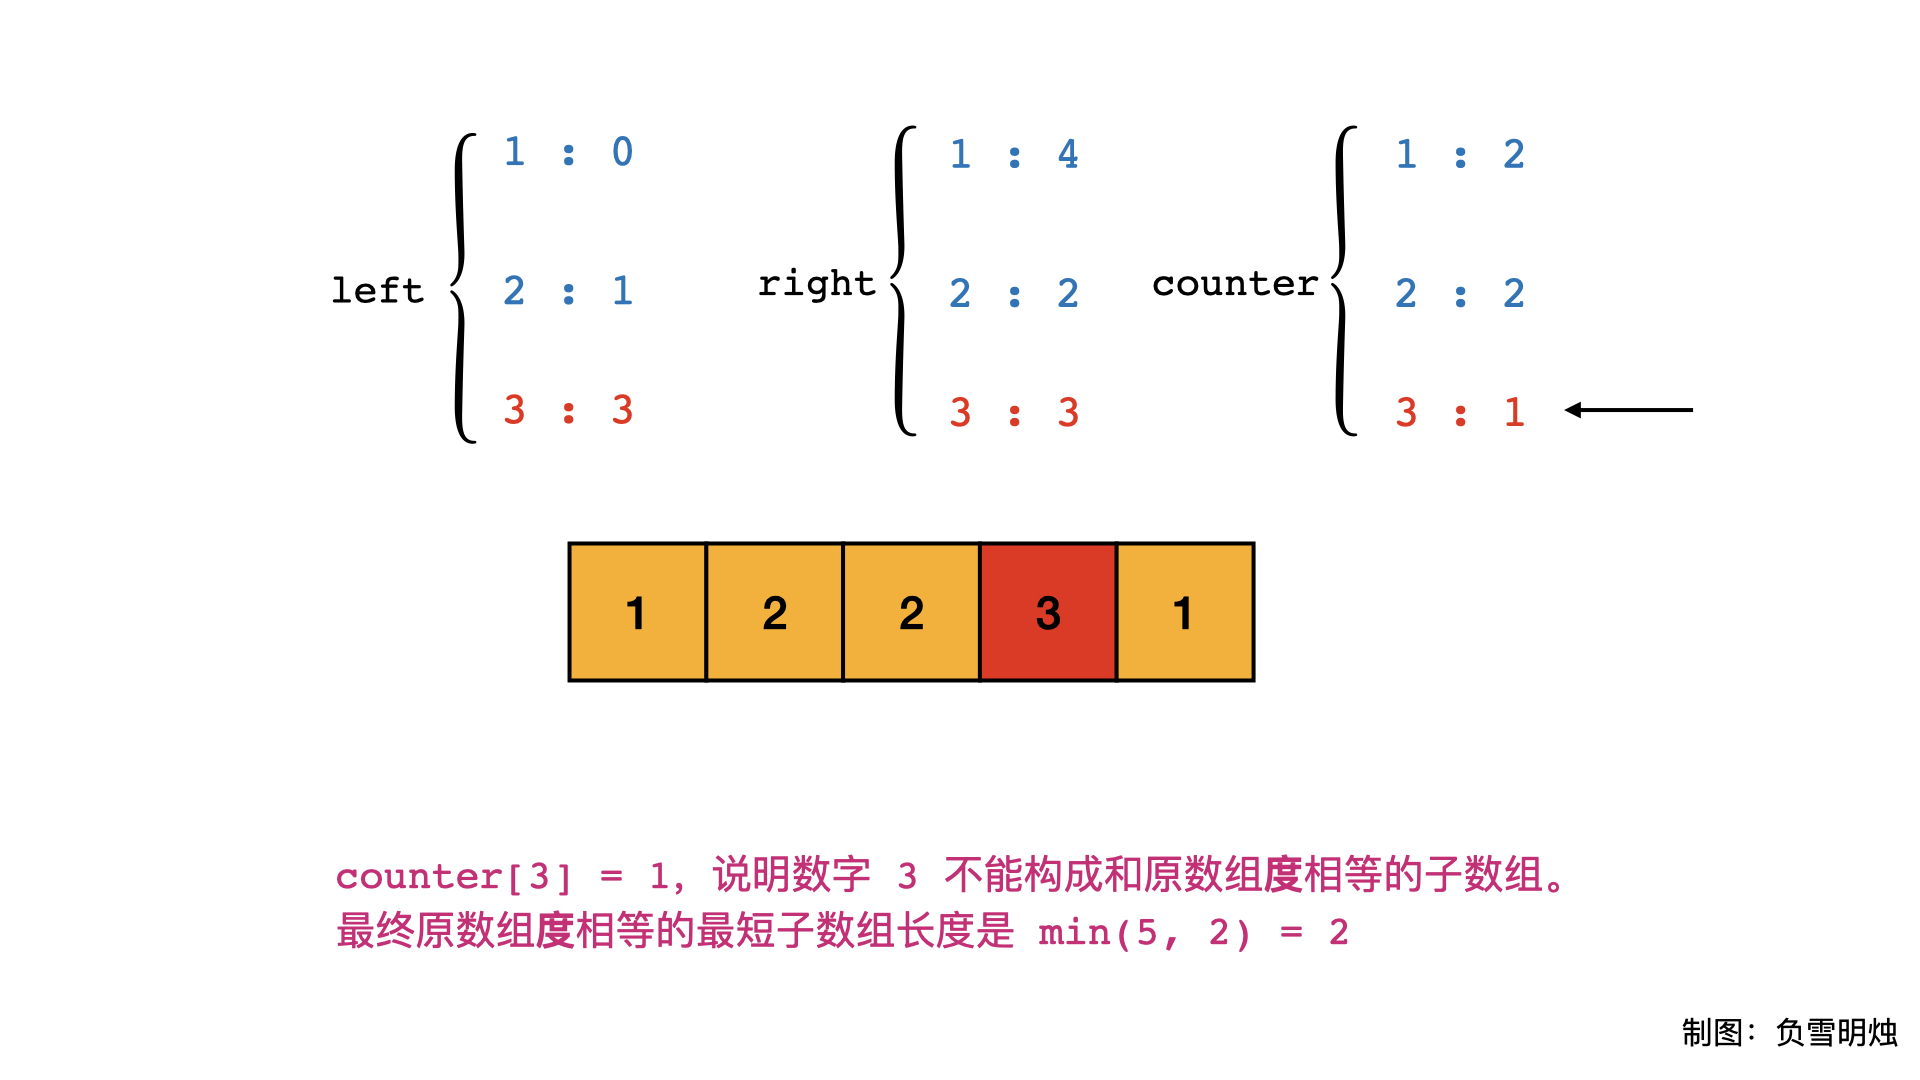 1 : 0
1 : 4
1 : 2
left
2 : 1
right
2 : 2
counter
2 : 2
3 : 3
3 : 3
3 : 1
1 2 2 3 1
counter[3] = 1, 说明数字 3 不能构成和原数组度相等的子数组。
最终原数组度相等的最短子数组长度是 min(5, 2) = 2
制图：负雪明烛